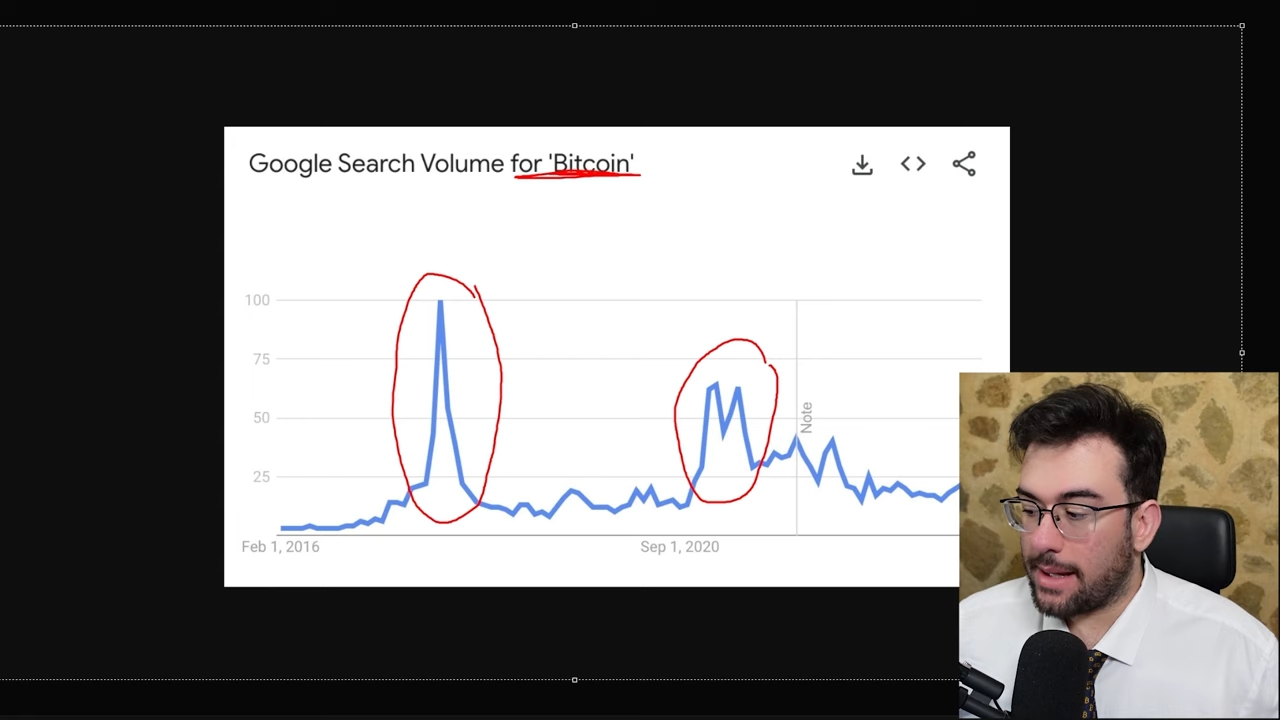 Google Search Volume for 'Bitcoin'
100
75
50
25
Note
Feb 1, 2016
Sep 1, 2020